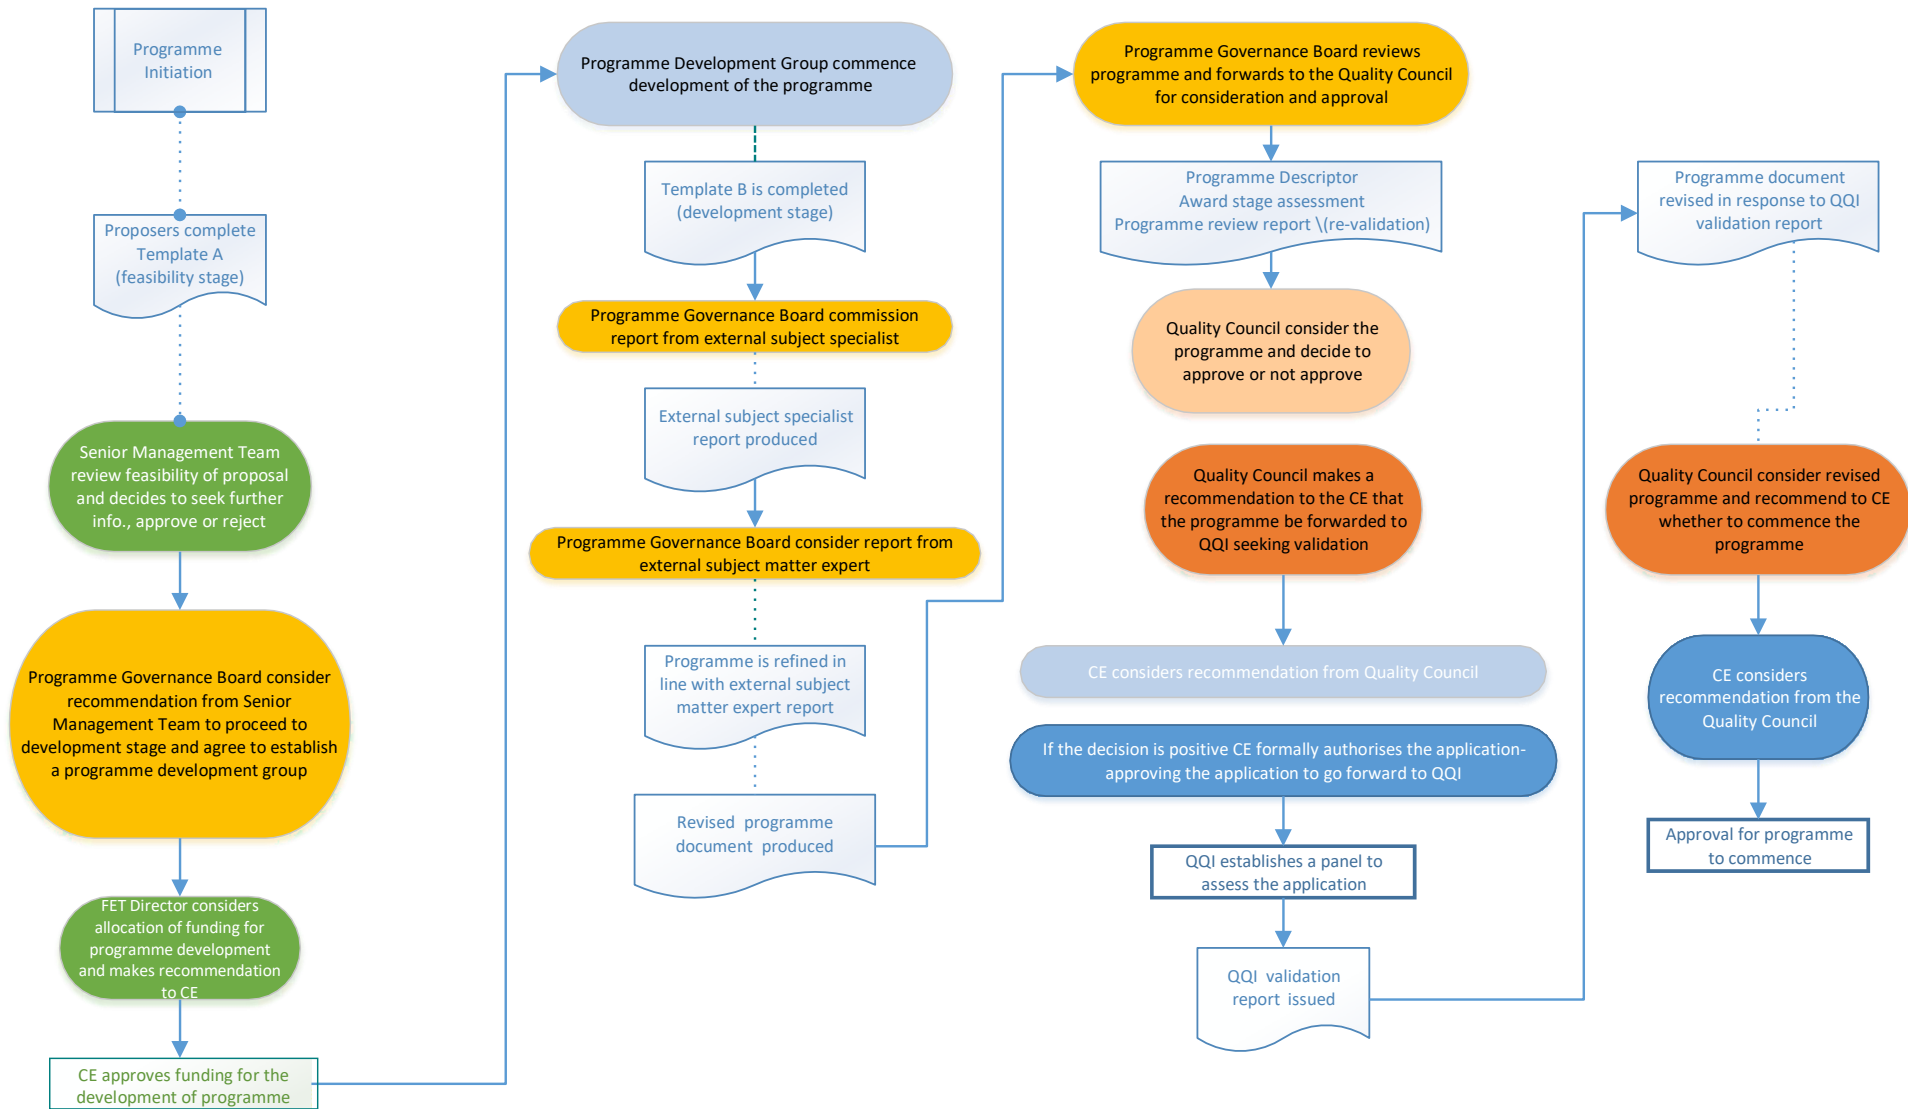 Programme
Initiation
Proposers complete
Template A
(feasibility stage)
Senior Management Team
review feasibility of proposal
and decides to seek further
info., approve or reject
Programme Governance Board consider
recommendation from Senior
Management Team to proceed to
development stage and agree to establish
a programme development group
FET Director considers
allocation of funding for
programme development
and makes recommendation
to CE
CE approves funding for the
development of programme
Programme Development Group commence
development of the programme
Template B is completed
(development stage)
Programme Governance Board commission
report from external subject specialist
External subject specialist
report produced
Programme Governance Board consider report from
external subject matter expert
Programme is refined in
line with external subject
matter expert report
Revised programme
document produced
Programme Governance Board reviews
programme and forwards to the Quality Council
for consideration and approval
Programme Descriptor
Award stage assessment
Programme review report \(re-validation)
Quality Council consider the
programme and decide to
approve or not approve
Quality Council makes a
recommendation to the CE that
the programme be forwarded to
QQI seeking validation
CE considers recommendation from Quality Council
If the decision is positive CE formally authorises the application-
approving the application to go forward to QQI
QQI establishes a panel to
assess the application
QQI validation
report issued
Programme document
revised in response to QQI
validation report
Quality Council consider revised
programme and recommend to CE
whether to commence the
programme
CE considers
recommendation from the
Quality Council
Approval for programme
to commence